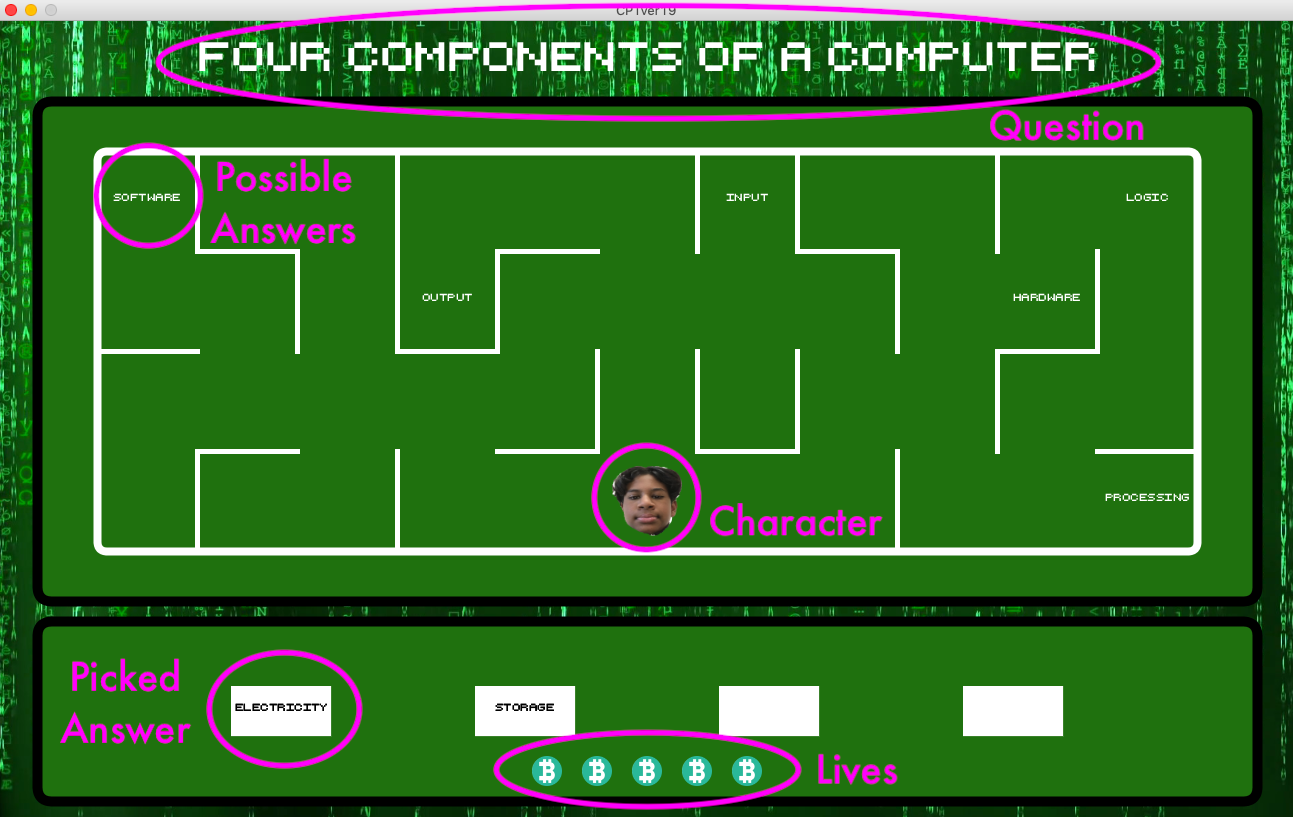 CPTVer19
FOUR COMPONENTS OF A COMPUTER
Question
Possible
Answers
SOFTWARE
INPUT
LOGIC
OUTPUT
HARDWARE
PROCESSING
Character
Picked
Answer
ELECTRICITY
STORAGE
Lives